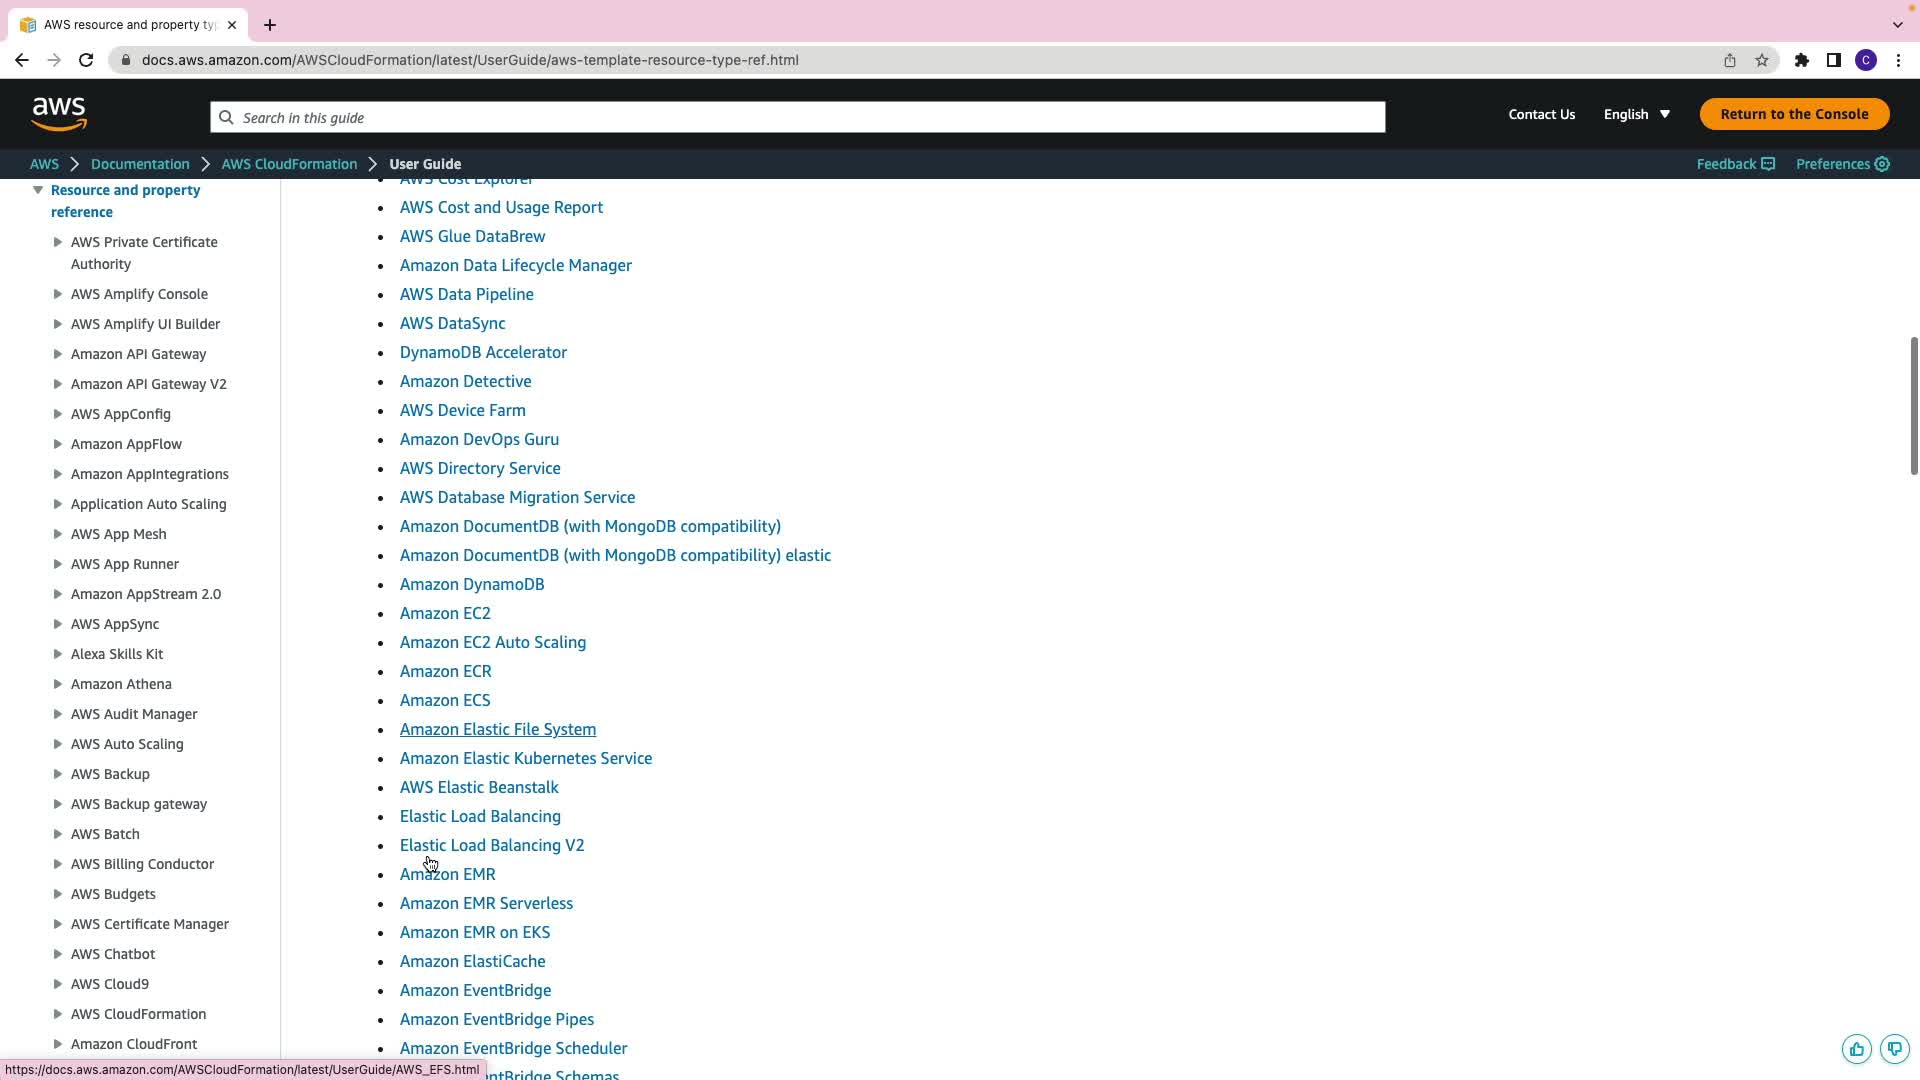 AWS resource and property typ
docs.aws.amazon.com/AWSCloudFormation/latest/UserGuide/aws-template-resource-type-ref.html
C
aws
Search in this guide
Contact Us
English
Return to the Console
AWS
Documentation
AWS CloudFormation
User Guide
Feedback
Preferences
Resource and property
reference
AWS Private Certificate
Authority
AWS Amplify Console
AWS Amplify UI Builder
Amazon API Gateway
Amazon API Gateway V2
AWS AppConfig
Amazon AppFlow
Amazon AppIntegrations
Application Auto Scaling
AWS App Mesh
AWS App Runner
Amazon AppStream 2.0
AWS AppSync
Alexa Skills Kit
Amazon Athena
AWS Audit Manager
AWS Auto Scaling
AWS Backup
AWS Backup gateway
AWS Batch
AWS Billing Conductor
AWS Budgets
AWS Certificate Manager
AWS Chatbot
AWS Cloud9
AWS CloudFormation
Amazon CloudFront
AWS Cost Explorer
AWS Cost and Usage Report
AWS Glue DataBrew
Amazon Data Lifecycle Manager
AWS Data Pipeline
AWS DataSync
DynamoDB Accelerator
Amazon Detective
AWS Device Farm
Amazon DevOps Guru
AWS Directory Service
AWS Database Migration Service
Amazon DocumentDB (with MongoDB compatibility)
Amazon DocumentDB (with MongoDB compatibility) elastic
Amazon DynamoDB
Amazon EC2
Amazon EC2 Auto Scaling
Amazon ECR
Amazon ECS
Amazon Elastic File System
Amazon Elastic Kubernetes Service
AWS Elastic Beanstalk
Elastic Load Balancing
Elastic Load Balancing V2
Amazon EMR
Amazon EMR Serverless
Amazon EMR on EKS
Amazon ElastiCache
Amazon EventBridge
Amazon EventBridge Pipes
Amazon EventBridge Scheduler
ntBridge Schemas
https://docs.aws.amazon.com/AWSCloudFormation/latest/UserGuide/AWS_EFS.html